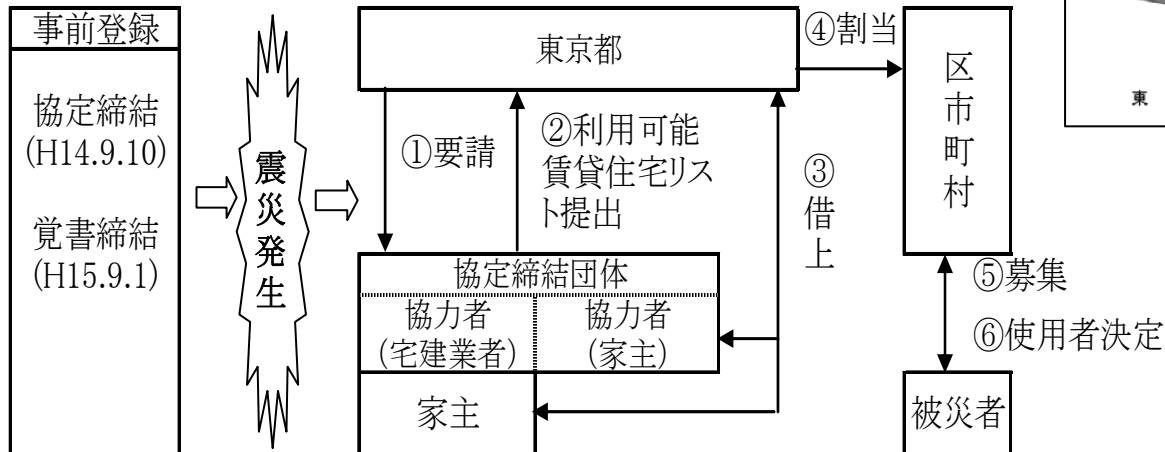 事前登録
協定締結
(H14.9.10)
覚書締結
(H15.9.1)
震災発生
東京都
①要請
②利用可能
賃貸住宅リス
ト提出
③借上
④割当
協定締結団体
協力者
(宅建業者)
協力者
(家主)
家主
区市町村
⑤募集
⑥使用者決定
被災者
東